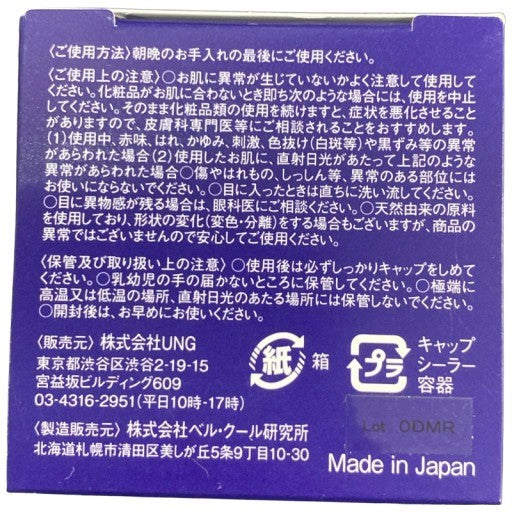 〈ご使用方法〉朝晩のお手入れの最後にご使用ください。
〈ご使用上の注意〉○お肌に異常が生じていないかよく注意して使用して
ください。化粧品がお肌に合わないとき即ち次のような場合には、使用を中止
してください。そのまま化粧品類の使用を続けますと、症状を悪化させること
がありますので、皮膚科専門医等にご相談されることをおすすめします。
(1)使用中、赤味、はれ、かゆみ、刺激、色抜け(白斑等)や黒ずみ等の異常
があらわれた場合(2)使用したお肌に、直射日光があたって上記のような
異常があらわれた場合○傷やはれもの、しっしん等、異常のある部位には
お使いにならないでください。○目に入ったときは直ちに洗い流してください。
○目に異物感が残る場合は、眼科医にご相談ください。○天然由来の原料
を使用しており、形状の変化(変色・分離)をする場合もございますが、商品の
異常ではございませんので安心してご使用ください。
〈保管及び取り扱い上の注意〉○使用後は必ずしっかりキャップをしめて
ください。○乳幼児の手の届かないところに保管してください。○極端に
高温又は低温の場所、直射日光のあたる場所には保管しないでください。
○開封後は、お早めにお使いください。
〈販売元〉株式会社UNG
東京都渋谷区渋谷2-19-15
宮益坂ビルディング609
03-4316-2951(平日10時-17時)
紙 箱
プラ キャップ
シーラー
容器
〈製造販売元〉株式会社ベル・クール研究所
北海道札幌市清田区美しが丘5条9丁目10-30
Lot ODMR
Made in Japan